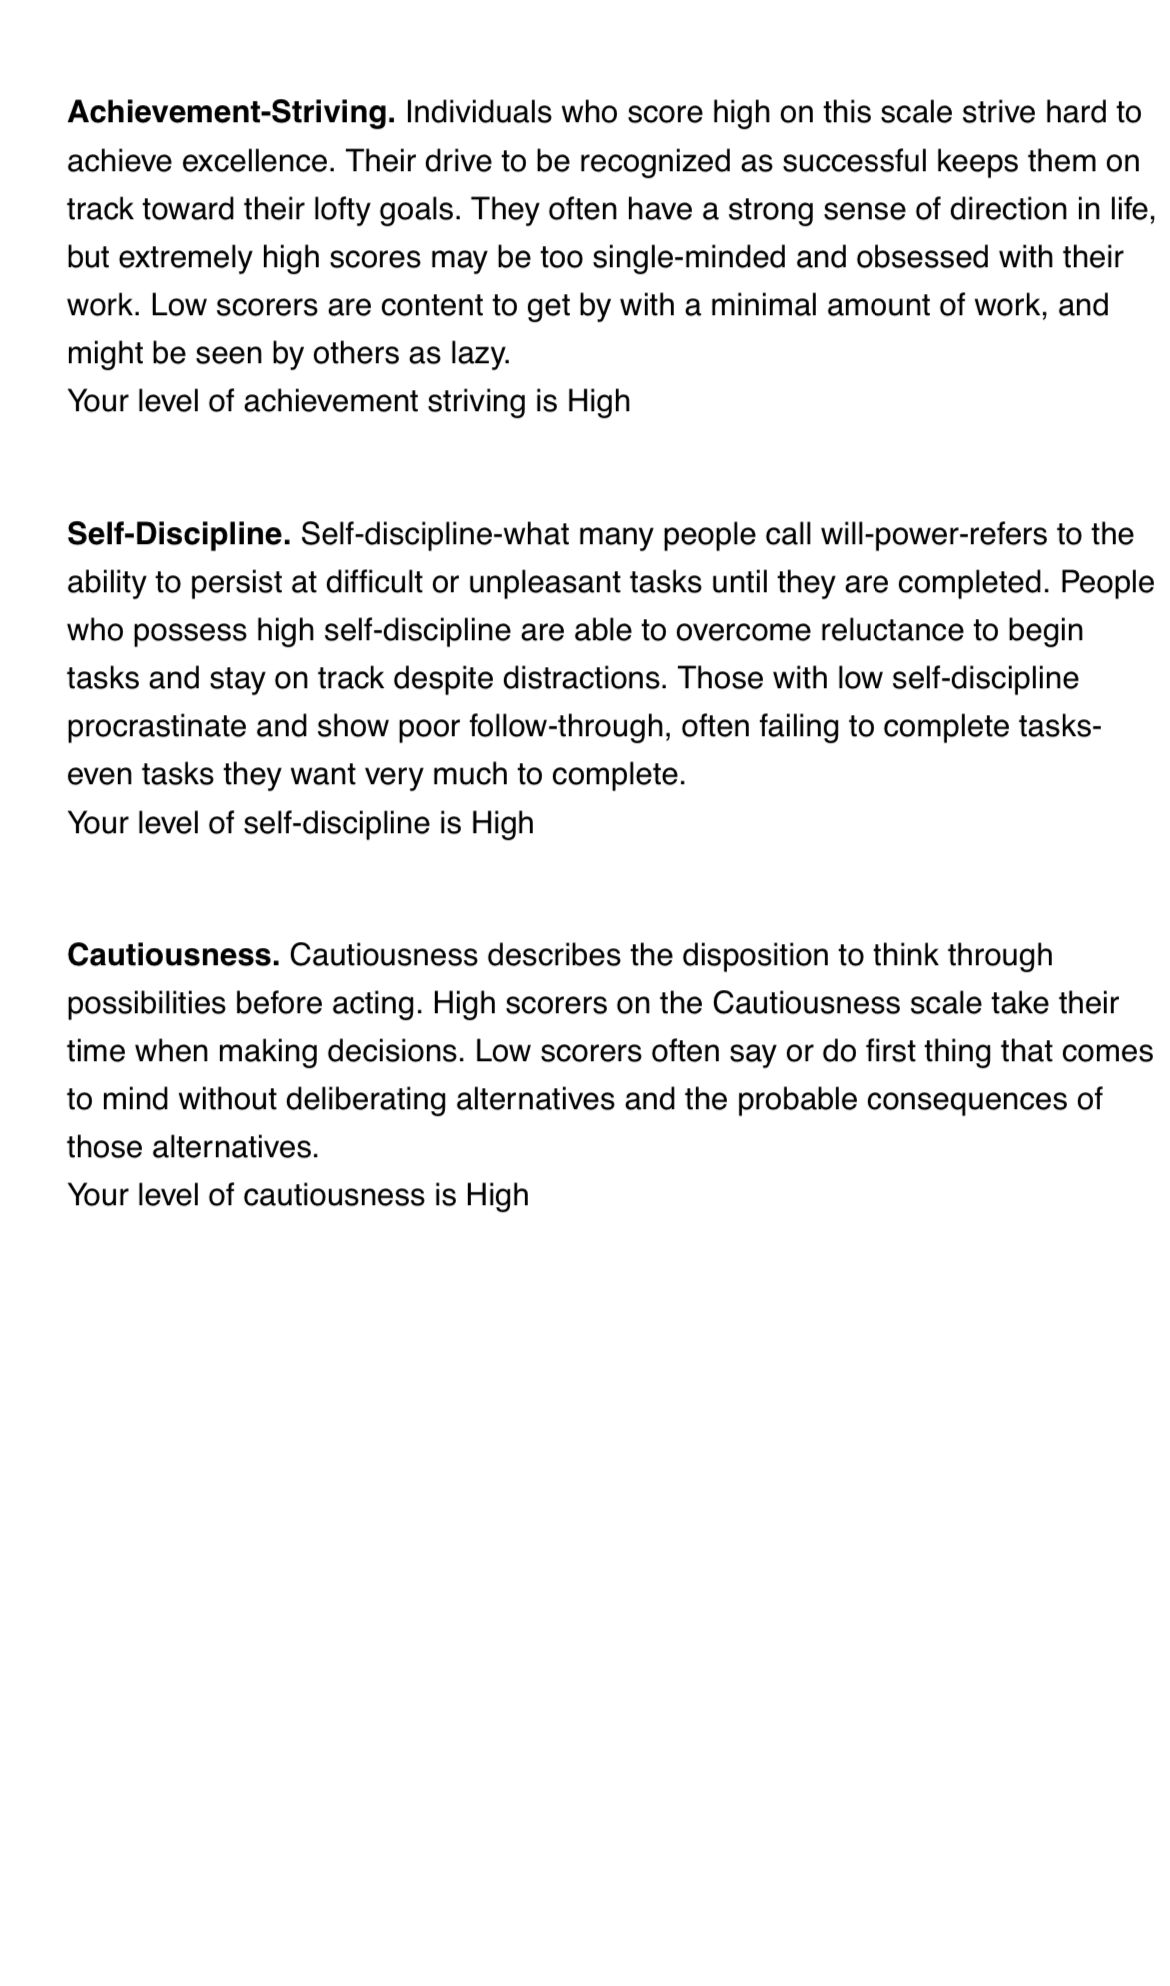 Achievement-Striving. Individuals who score high on this scale strive hard to
achieve excellence. Their drive to be recognized as successful keeps them on
track toward their lofty goals. They often have a strong sense of direction in life,
but extremely high scores may be too single-minded and obsessed with their
work. Low scorers are content to get by with a minimal amount of work, and
might be seen by others as lazy.
Your level of achievement striving is High
Self-Discipline. Self-discipline-what many people call will-power-refers to the
ability to persist at difficult or unpleasant tasks until they are completed. People
who possess high self-discipline are able to overcome reluctance to begin
tasks and stay on track despite distractions. Those with low self-discipline
procrastinate and show poor follow-through, often failing to complete tasks-
even tasks they want very much to complete.
Your level of self-discipline is High
Cautiousness. Cautiousness describes the disposition to think through
possibilities before acting. High scorers on the Cautiousness scale take their
time when making decisions. Low scorers often say or do first thing that comes
to mind without deliberating alternatives and the probable consequences of
those alternatives.
Your level of cautiousness is High